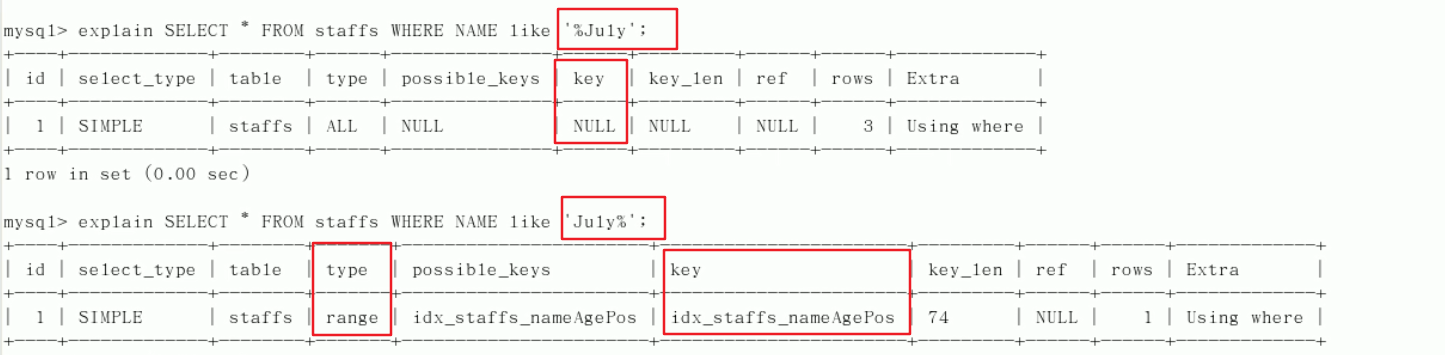 mysql> explain SELECT * FROM staffs WHERE NAME like '%July';
+----+-------------+--------+------+---------------+------+---------+------+------+-------------+
| id | select_type | table | type | possible_keys | key | key_len | ref | rows | Extra |
+----+-------------+--------+------+---------------+------+---------+------+------+-------------+
| 1 | SIMPLE | staffs | ALL | NULL | NULL | NULL | NULL | 3 | Using where |
+----+-------------+--------+------+---------------+------+---------+------+------+-------------+
1 row in set (0.00 sec)
mysql> explain SELECT * FROM staffs WHERE NAME like 'July%';
+----+-------------+--------+-------+----------------------+----------------------+---------+------+------+-------------+
| id | select_type | table | type | possible_keys | key | key_len | ref | rows | Extra |
+----+-------------+--------+-------+----------------------+----------------------+---------+------+------+-------------+
| 1 | SIMPLE | staffs | range | idx_staffs_nameAgePos | idx_staffs_nameAgePos | 74 | NULL | 1 | Using where |
+----+-------------+--------+-------+----------------------+----------------------+---------+------+------+-------------+